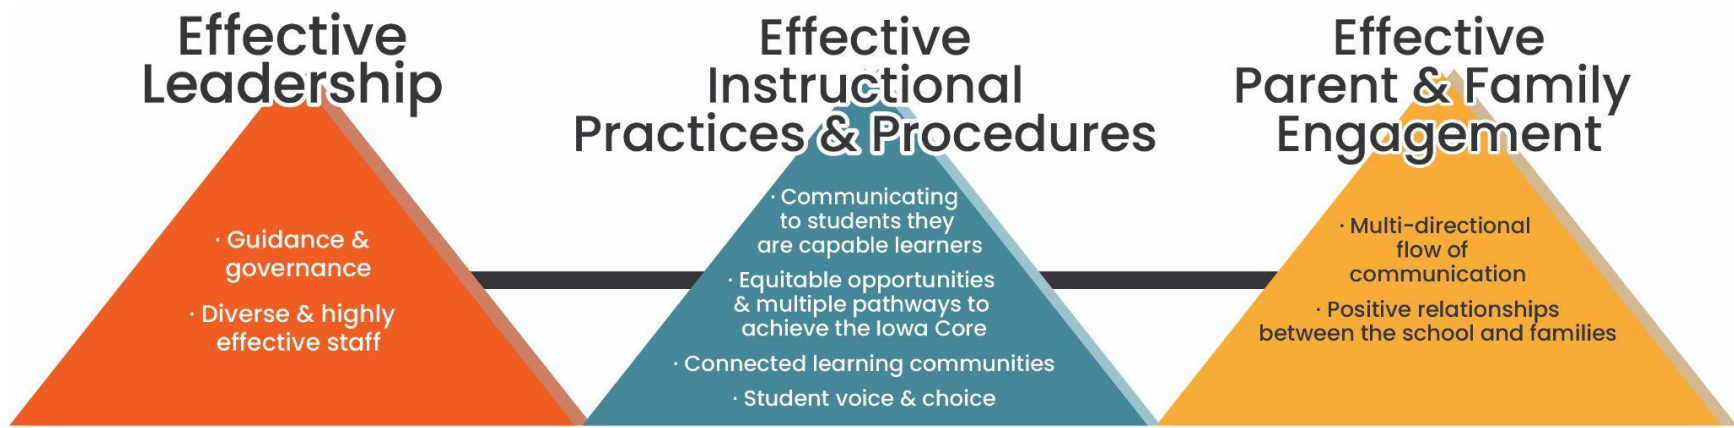 Effective
Leadership
· Guidance &
governance
· Diverse & highly
effective staff
Effective
Instructional
Practices & Procedures
· Communicating
to students they
are capable learners
· Equitable opportunities
& multiple pathways to
achieve the Iowa Core
· Connected learning communities
· Student voice & choice
Effective
Parent & Family
Engagement
· Multi-directional
flow of
communication
· Positive relationships
between the school and families